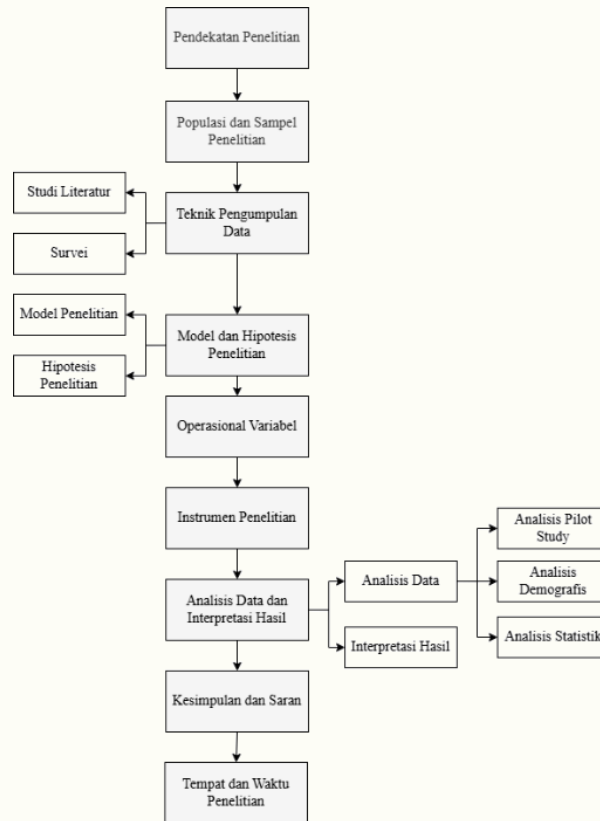 Pendekatan Penelitian
Populasi dan Sampel
Penelitian
Studi Literatur
Teknik Pengumpulan
Data
Survei
Model Penelitian
Model dan Hipotesis
Penelitian
Hipotesis
Penelitian
Operasional Variabel
Instrumen Penelitian
Analisis Data dan
Interpretasi Hasil
Analisis Data
Interpretasi Hasil
Analisis Pilot
Study
Analisis
Demografis
Analisis Statistik
Kesimpulan dan Saran
Tempat dan Waktu
Penelitian